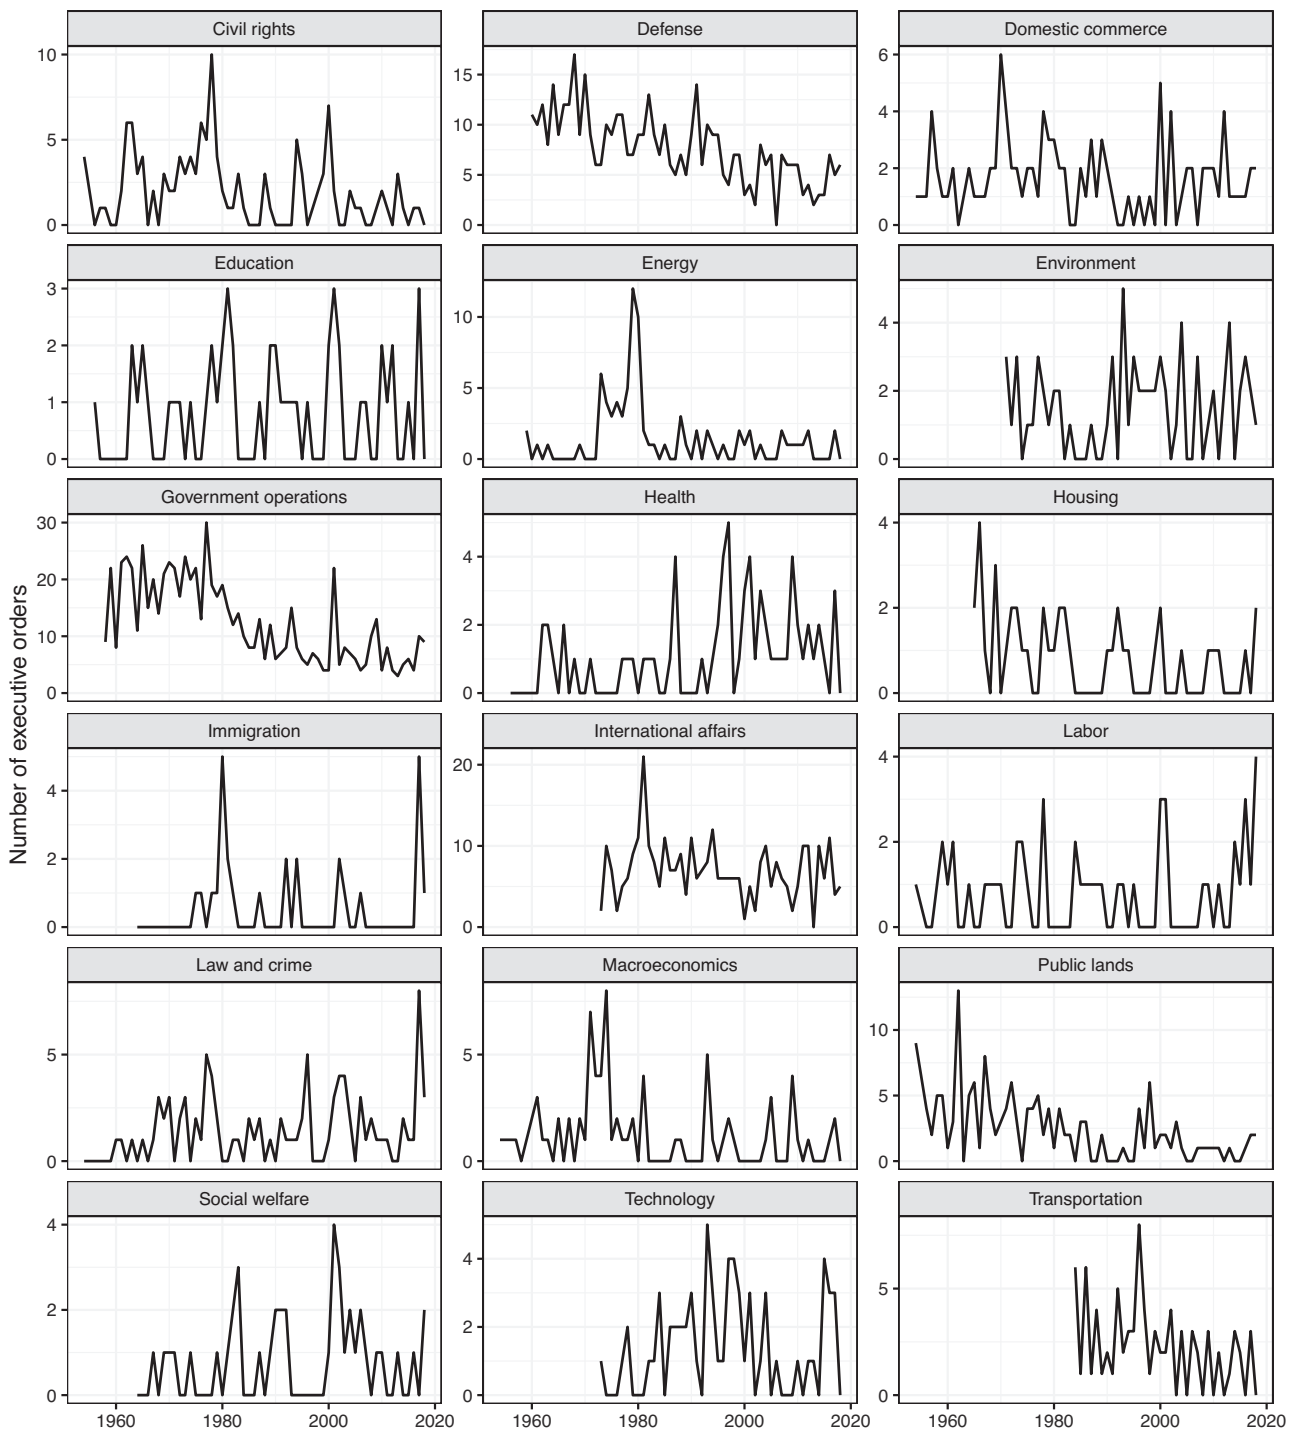 Civil rights
Defense
Domestic commerce
10
5
0
15
10
5
0
6
4
2
0
Education
Energy
Environment
3
2
1
0
10
5
0
4
2
0
Government operations
Health
Housing
30
20
10
0
4
2
0
4
2
0
Number of executive orders
Immigration
International affairs
Labor
4
2
0
20
10
0
4
2
0
Law and crime
Macroeconomics
Public lands
5
0
5
0
10
5
0
Social welfare
Technology
Transportation
4
2
0
4
2
0
5
0
1960 1980 2000 2020
1960 1980 2000 2020
1960 1980 2000 2020